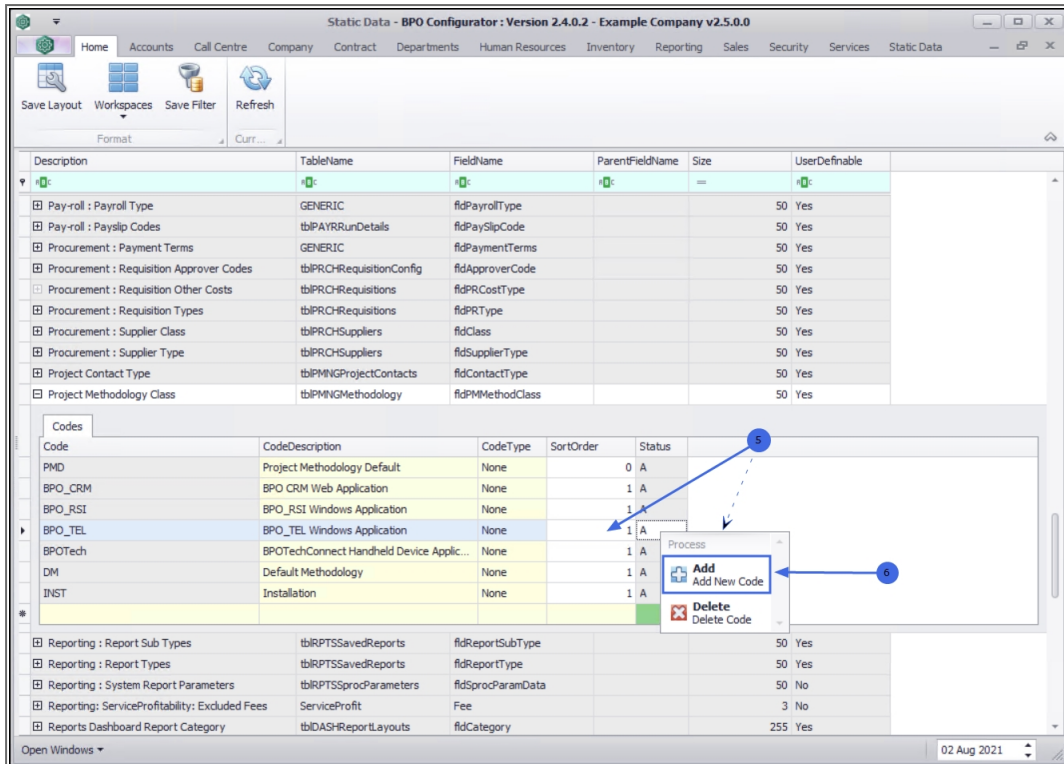 Static Data - BPO Configurator : Version 2.4.0.2 - Example Company v2.5.0.0
Home Accounts Call Centre Company Contract Departments Human Resources Inventory Reporting Sales Security Services Static Data
Save Layout Workspaces Save Filter Refresh
Format Curr...
Description TableName FieldName ParentFieldName Size UserDefinable
Pay-roll : Payroll Type GENERIC fldPayrollType 50 Yes
Pay-roll : Payslip Codes tblPAYRRunDetails fldPaySlipCode 50 Yes
Procurement : Payment Terms GENERIC fldPaymentTerms 50 Yes
Procurement : Requisition Approver Codes tblPRCHRequisitionConfig fldApproverCode 50 Yes
Procurement : Requisition Other Costs tblPRCHRequisitions fldPRCostType 50 Yes
Procurement : Requisition Types tblPRCHRequisitions fldPRType 50 Yes
Procurement : Supplier Class tblPRCHSuppliers fldClass 50 Yes
Procurement : Supplier Type tblPRCHSuppliers fldSupplierType 50 Yes
Project Contact Type tblPMNGProjectContacts fldContactType 50 Yes
Project Methodology Class tblPMNGMethodology fldPMMethodClass 50 Yes
Codes
Code CodeDescription CodeType SortOrder Status
5
PMD Project Methodology Default None 0 A
BPO_CRM BPO CRM Web Application None 1 A
BPO_RSI BPO_RSI Windows Application None 1 A
BPO_TEL BPO_TEL Windows Application None 1 A
BPOTech BPOTechConnect Handheld Device Applic... None 1 A
DM Default Methodology None 1 A
INST Installation None 1 A
Process
Add
Add New Code
6
Delete
Delete Code
Reporting : Report Sub Types tblRPTSSavedReports fldReportSubType 50 Yes
Reporting : Report Types tblRPTSSavedReports fldReportType 50 Yes
Reporting : System Report Parameters tblRPTSSprocParameters fldSprocParamData 50 No
Reporting: ServiceProfitability: Excluded Fees ServiceProfit Fee 3 No
Reports Dashboard Report Category tblDASHReportLayouts fldCategory 255 Yes
Open Windows 02 Aug 2021